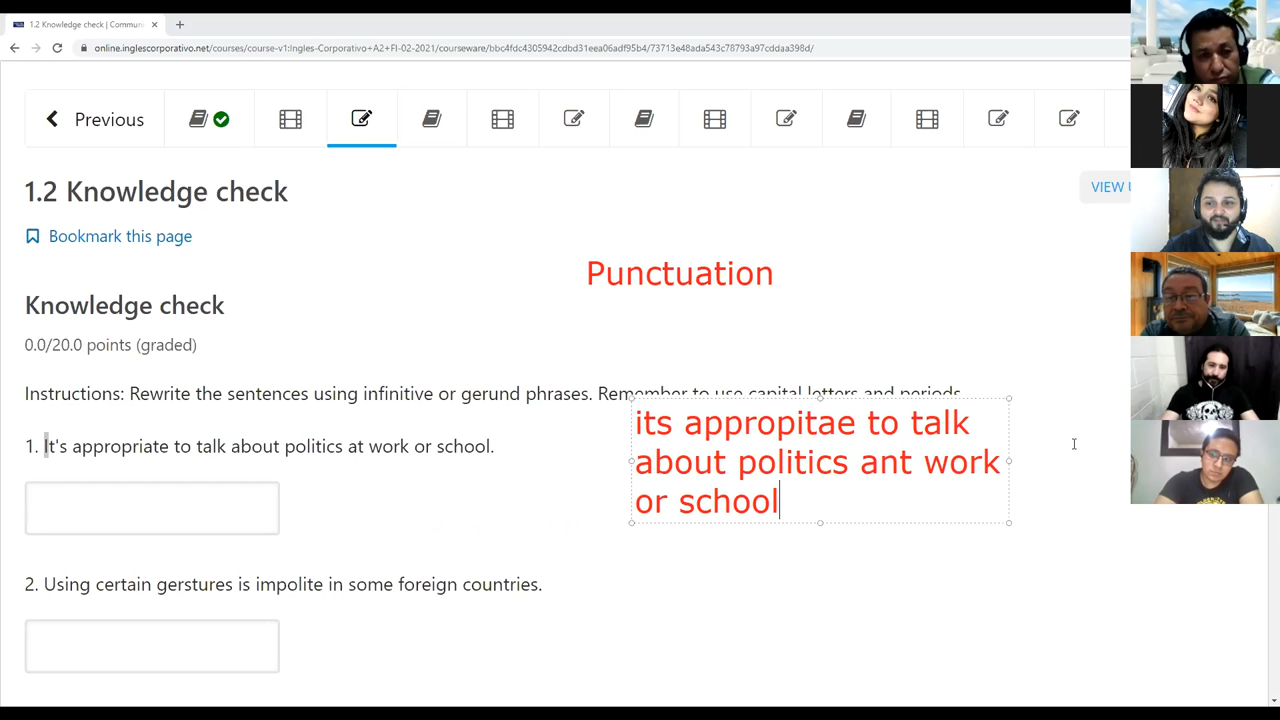 1.2 Knowledge check | Communi
online.inglescorporativo.net/courses/course-v1:Ingles-Corporativo+A2+FI-02-2021/courseware/bbc4fdc4305942cdbd31eea06adf95b4/73713e48ada543c78793a97cddaa398d/
Previous
1.2 Knowledge check
VIEW U
Bookmark this page
Punctuation
Knowledge check
0.0/20.0 points (graded)
Instructions: Rewrite the sentences using infinitive or gerund phrases. Remember to use capital letters and periods.
its appropitae to talk
about politics ant work
or school
1. It's appropriate to talk about politics at work or school.
2. Using certain gerstures is impolite in some foreign countries.